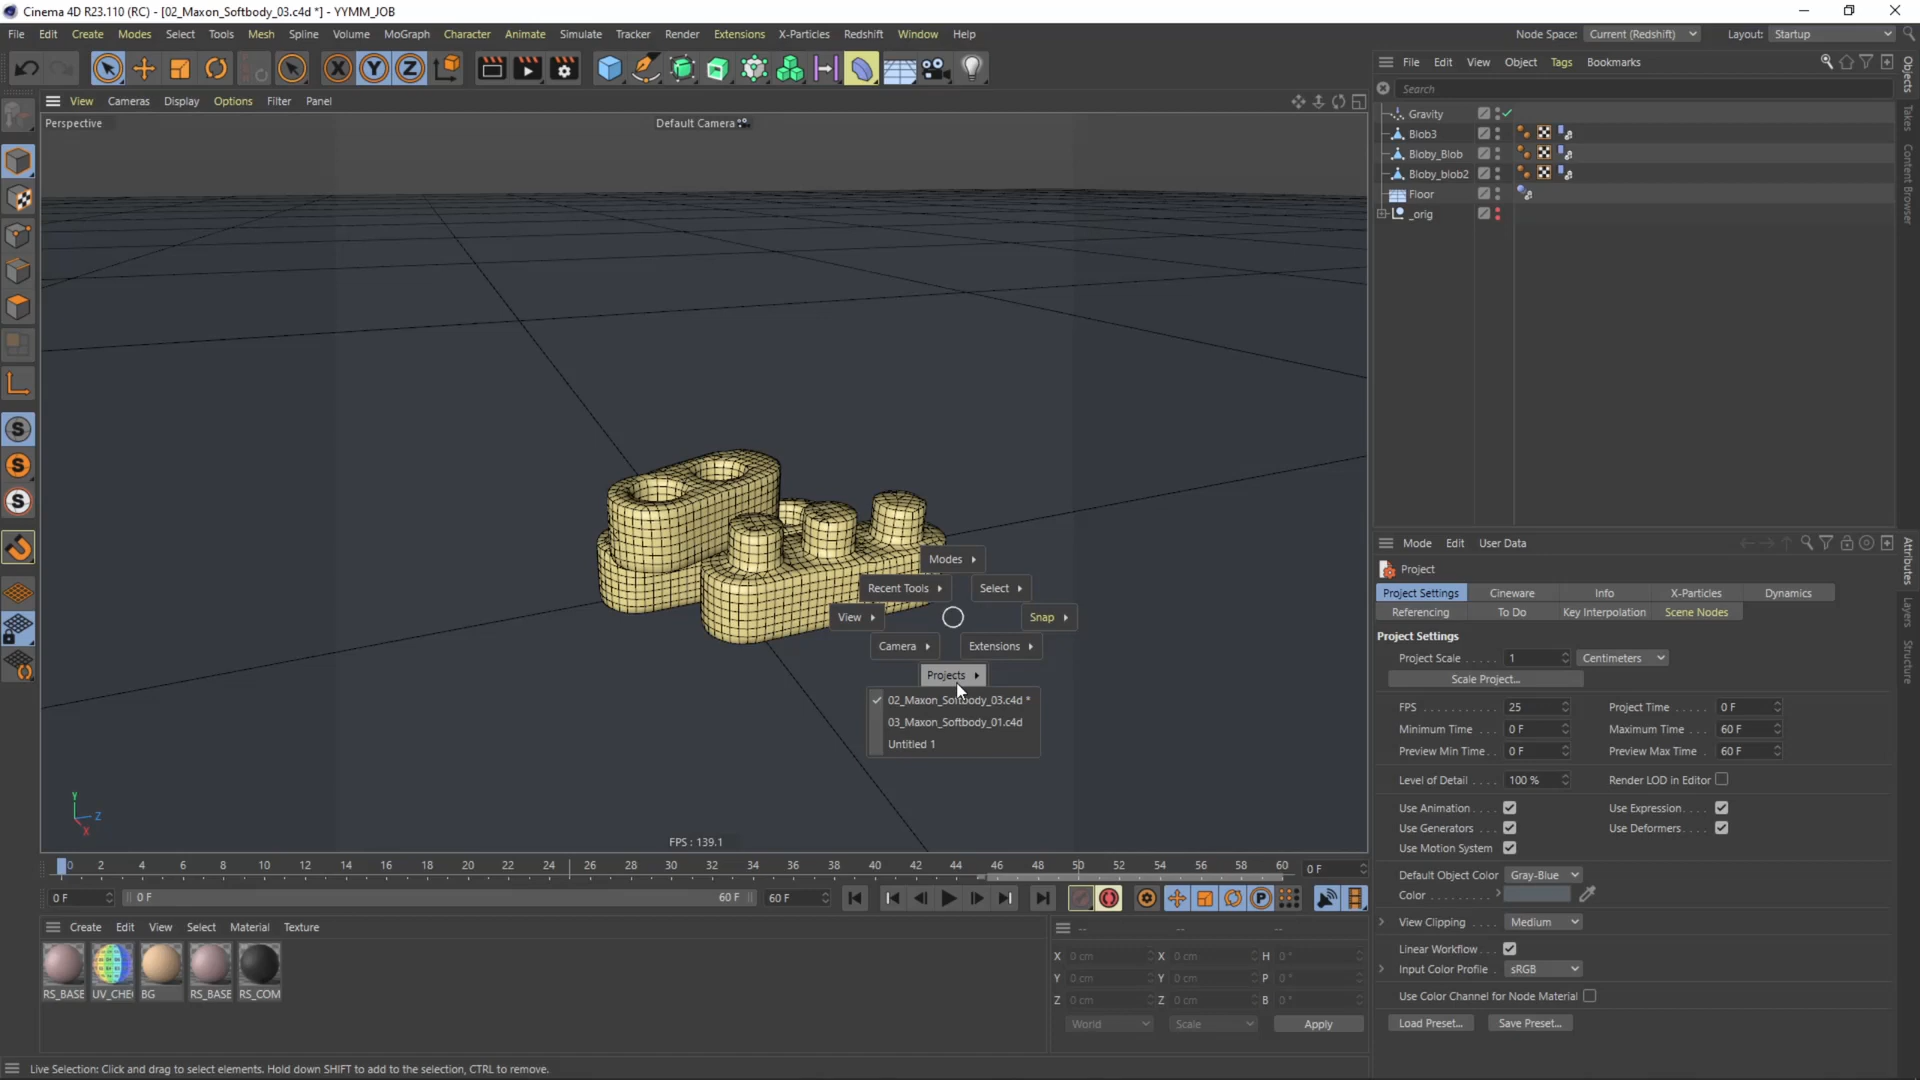 Cinema 4D R23.110 (RC) - [02_Maxon_Softbody_03.c4d *] - YYMM_JOB
File Edit Create Modes Select Tools Mesh Spline Volume MoGraph Character Animate Simulate Tracker Render Extensions X-Particles Redshift Window Help
Node Space: Current (Redshift) Layout: Startup
X Y Z
File Edit View Object Tags Bookmarks
Search
View Cameras Display Options Filter Panel
Perspective
Default Camera
Gravity
Blob3
Bloby_Blob
Bloby_blob2
Floor
_orig
Objects
Takes
Content Browser
Modes
Recent Tools
Select
View
Snap
Camera
Extensions
Projects
02_Maxon_Softbody_03.c4d *
03_Maxon_Softbody_01.c4d
Untitled 1
S
S
S
Y
Z
X
FPS : 139.1
Mode Edit User Data
Attributes
Layers
Structure
Project
Project Settings Cineware Info X-Particles Dynamics
Referencing To Do Key Interpolation Scene Nodes
Project Settings
Project Scale . . . . . 1 Centimeters
Scale Project...
FPS . . . . . . . . . . . 25 Project Time . . . . 0 F
Minimum Time . . . 0 F Maximum Time . . . 60 F
Preview Min Time . . 0 F Preview Max Time . 60 F
Level of Detail . . . . 100 % Render LOD in Editor
Use Animation . . . . Use Expression . . . .
Use Generators . . . Use Deformers . . . .
Use Motion System
Default Object Color Gray-Blue
Color . . . . . . . . .
View Clipping . . . . Medium
Linear Workflow . .
Input Color Profile . sRGB
Use Color Channel for Node Material
Load Preset... Save Preset...
0 2 4 6 8 10 12 14 16 18 20 22 24 26 28 30 32 34 36 38 40 42 44 46 48 50 52 54 56 58 60 0 F
0 F 0 F 60 F 60 F
P
Create Edit View Select Material Texture
RS_BASE UV_CHE BG RS_BASE RS_COM
-- -- --
X 0 cm X 0 cm H 0 °
Y 0 cm Y 0 cm P 0 °
Z 0 cm Z 0 cm B 0 °
World Scale Apply
Live Selection: Click and drag to select elements. Hold down SHIFT to add to the selection, CTRL to remove.